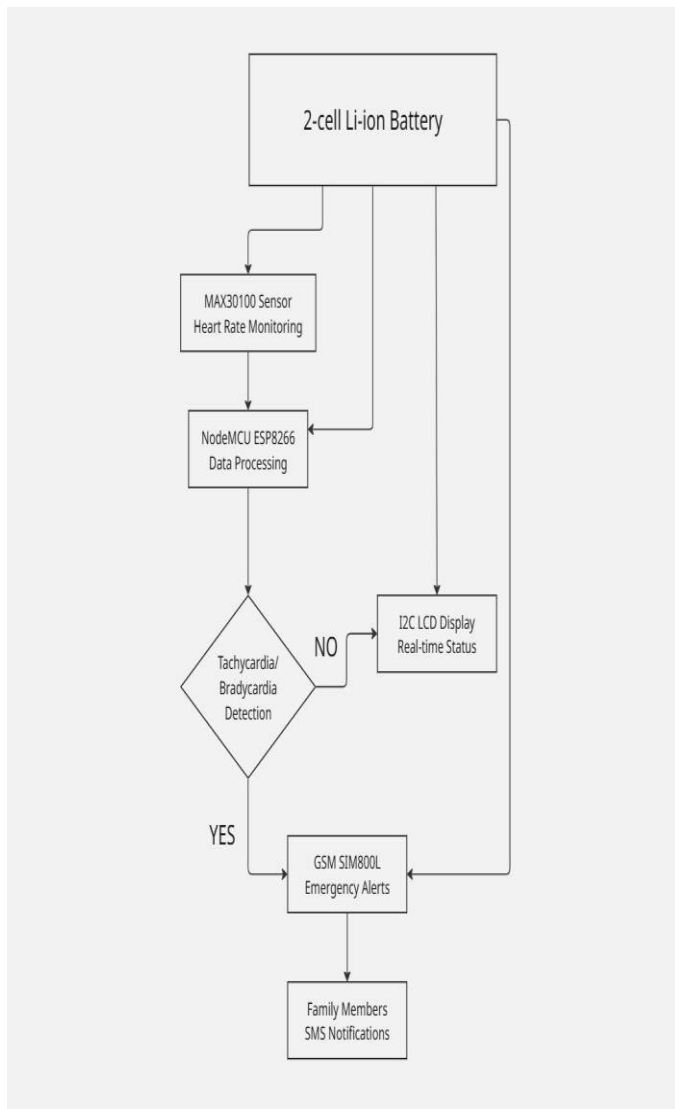 2-cell Li-ion Battery
MAX30100 Sensor
Heart Rate Monitoring
NodeMCU ESP8266
Data Processing
I2C LCD Display
Real-time Status
NO
Tachycardia/
Bradycardia
Detection
YES
GSM SIM800L
Emergency Alerts
Family Members
SMS Notifications